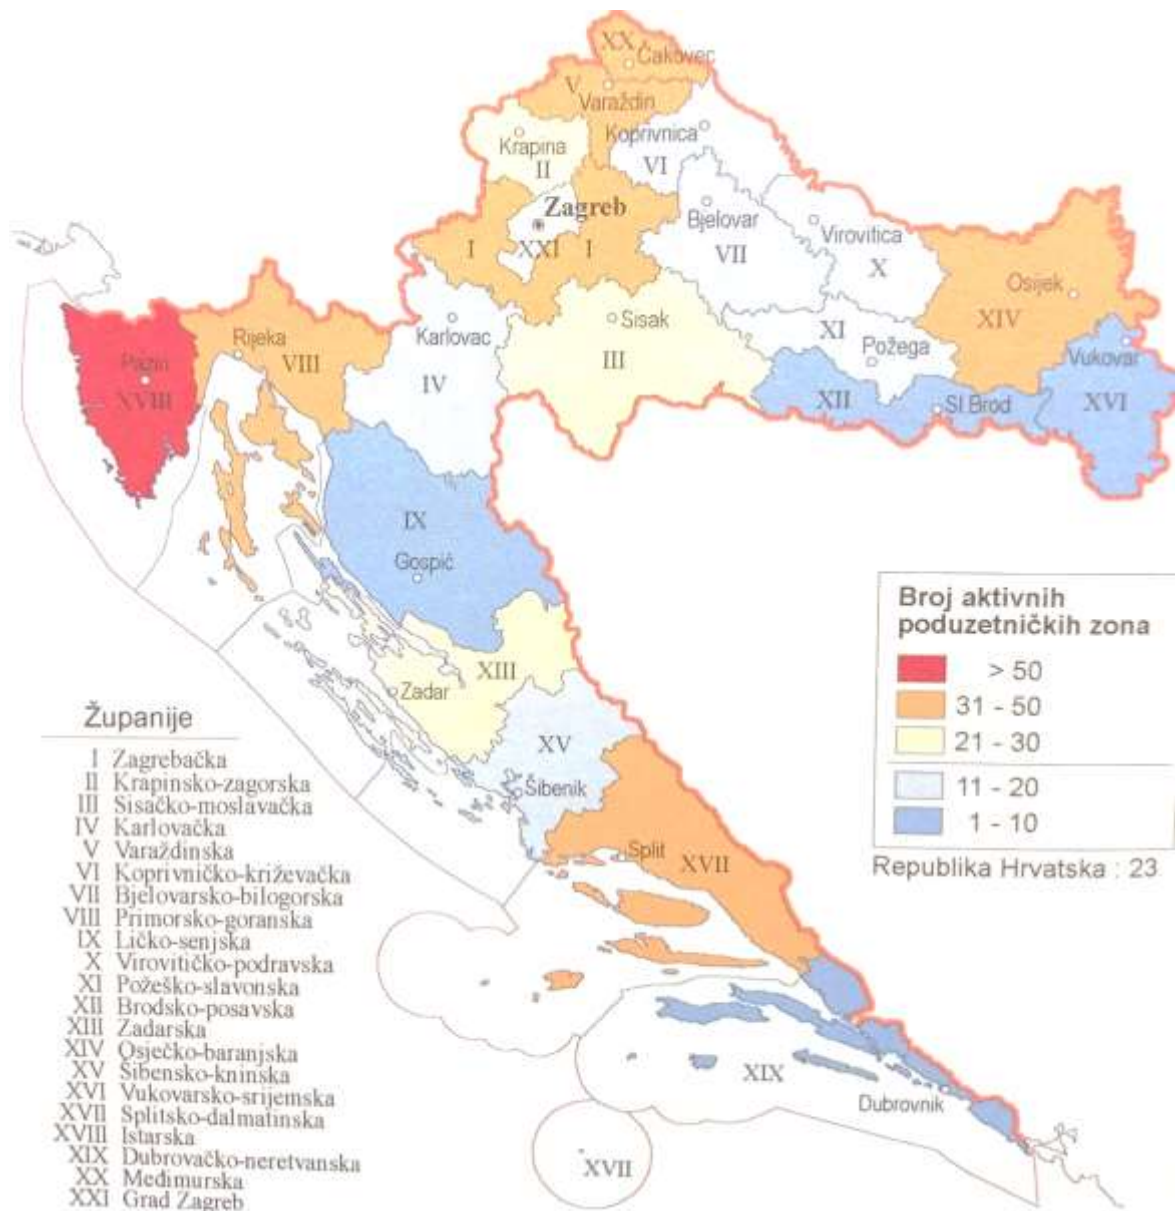 XX
Čakovec
V
Varaždin
Koprivnica
Krapina
II
VI
Zagreb
Bjelovar
Virovitica
I
XXI
I
VII
X
Osijek
Rijeka
Karlovac
Sisak
XI
XIV
VIII
III
Požega
Vukovar
Pazin
XVIII
IV
XII
Sl.Brod
XVI
IX
Gospić
XIII
Zadar
XV
Šibenik
Split
XVII
XIX
Dubrovnik
XVII
Broj aktivnih
poduzetničkih zona
> 50
31 - 50
21 - 30
11 - 20
1 - 10
Republika Hrvatska : 23
Županije
I Zagrebačka
II Krapinsko-zagorska
III Sisačko-moslavačka
IV Karlovačka
V Varaždinska
VI Koprivničko-križevačka
VII Bjelovarsko-bilogorska
VIII Primorsko-goranska
IX Ličko-senjska
X Virovitičko-podravska
XI Požeško-slavonska
XII Brodsko-posavska
XIII Zadarska
XIV Osječko-baranjska
XV Šibensko-kninska
XVI Vukovarsko-srijemska
XVII Splitsko-dalmatinska
XVIII Istarska
XIX Dubrovačko-neretvanska
XX Međimurska
XXI Grad Zagreb